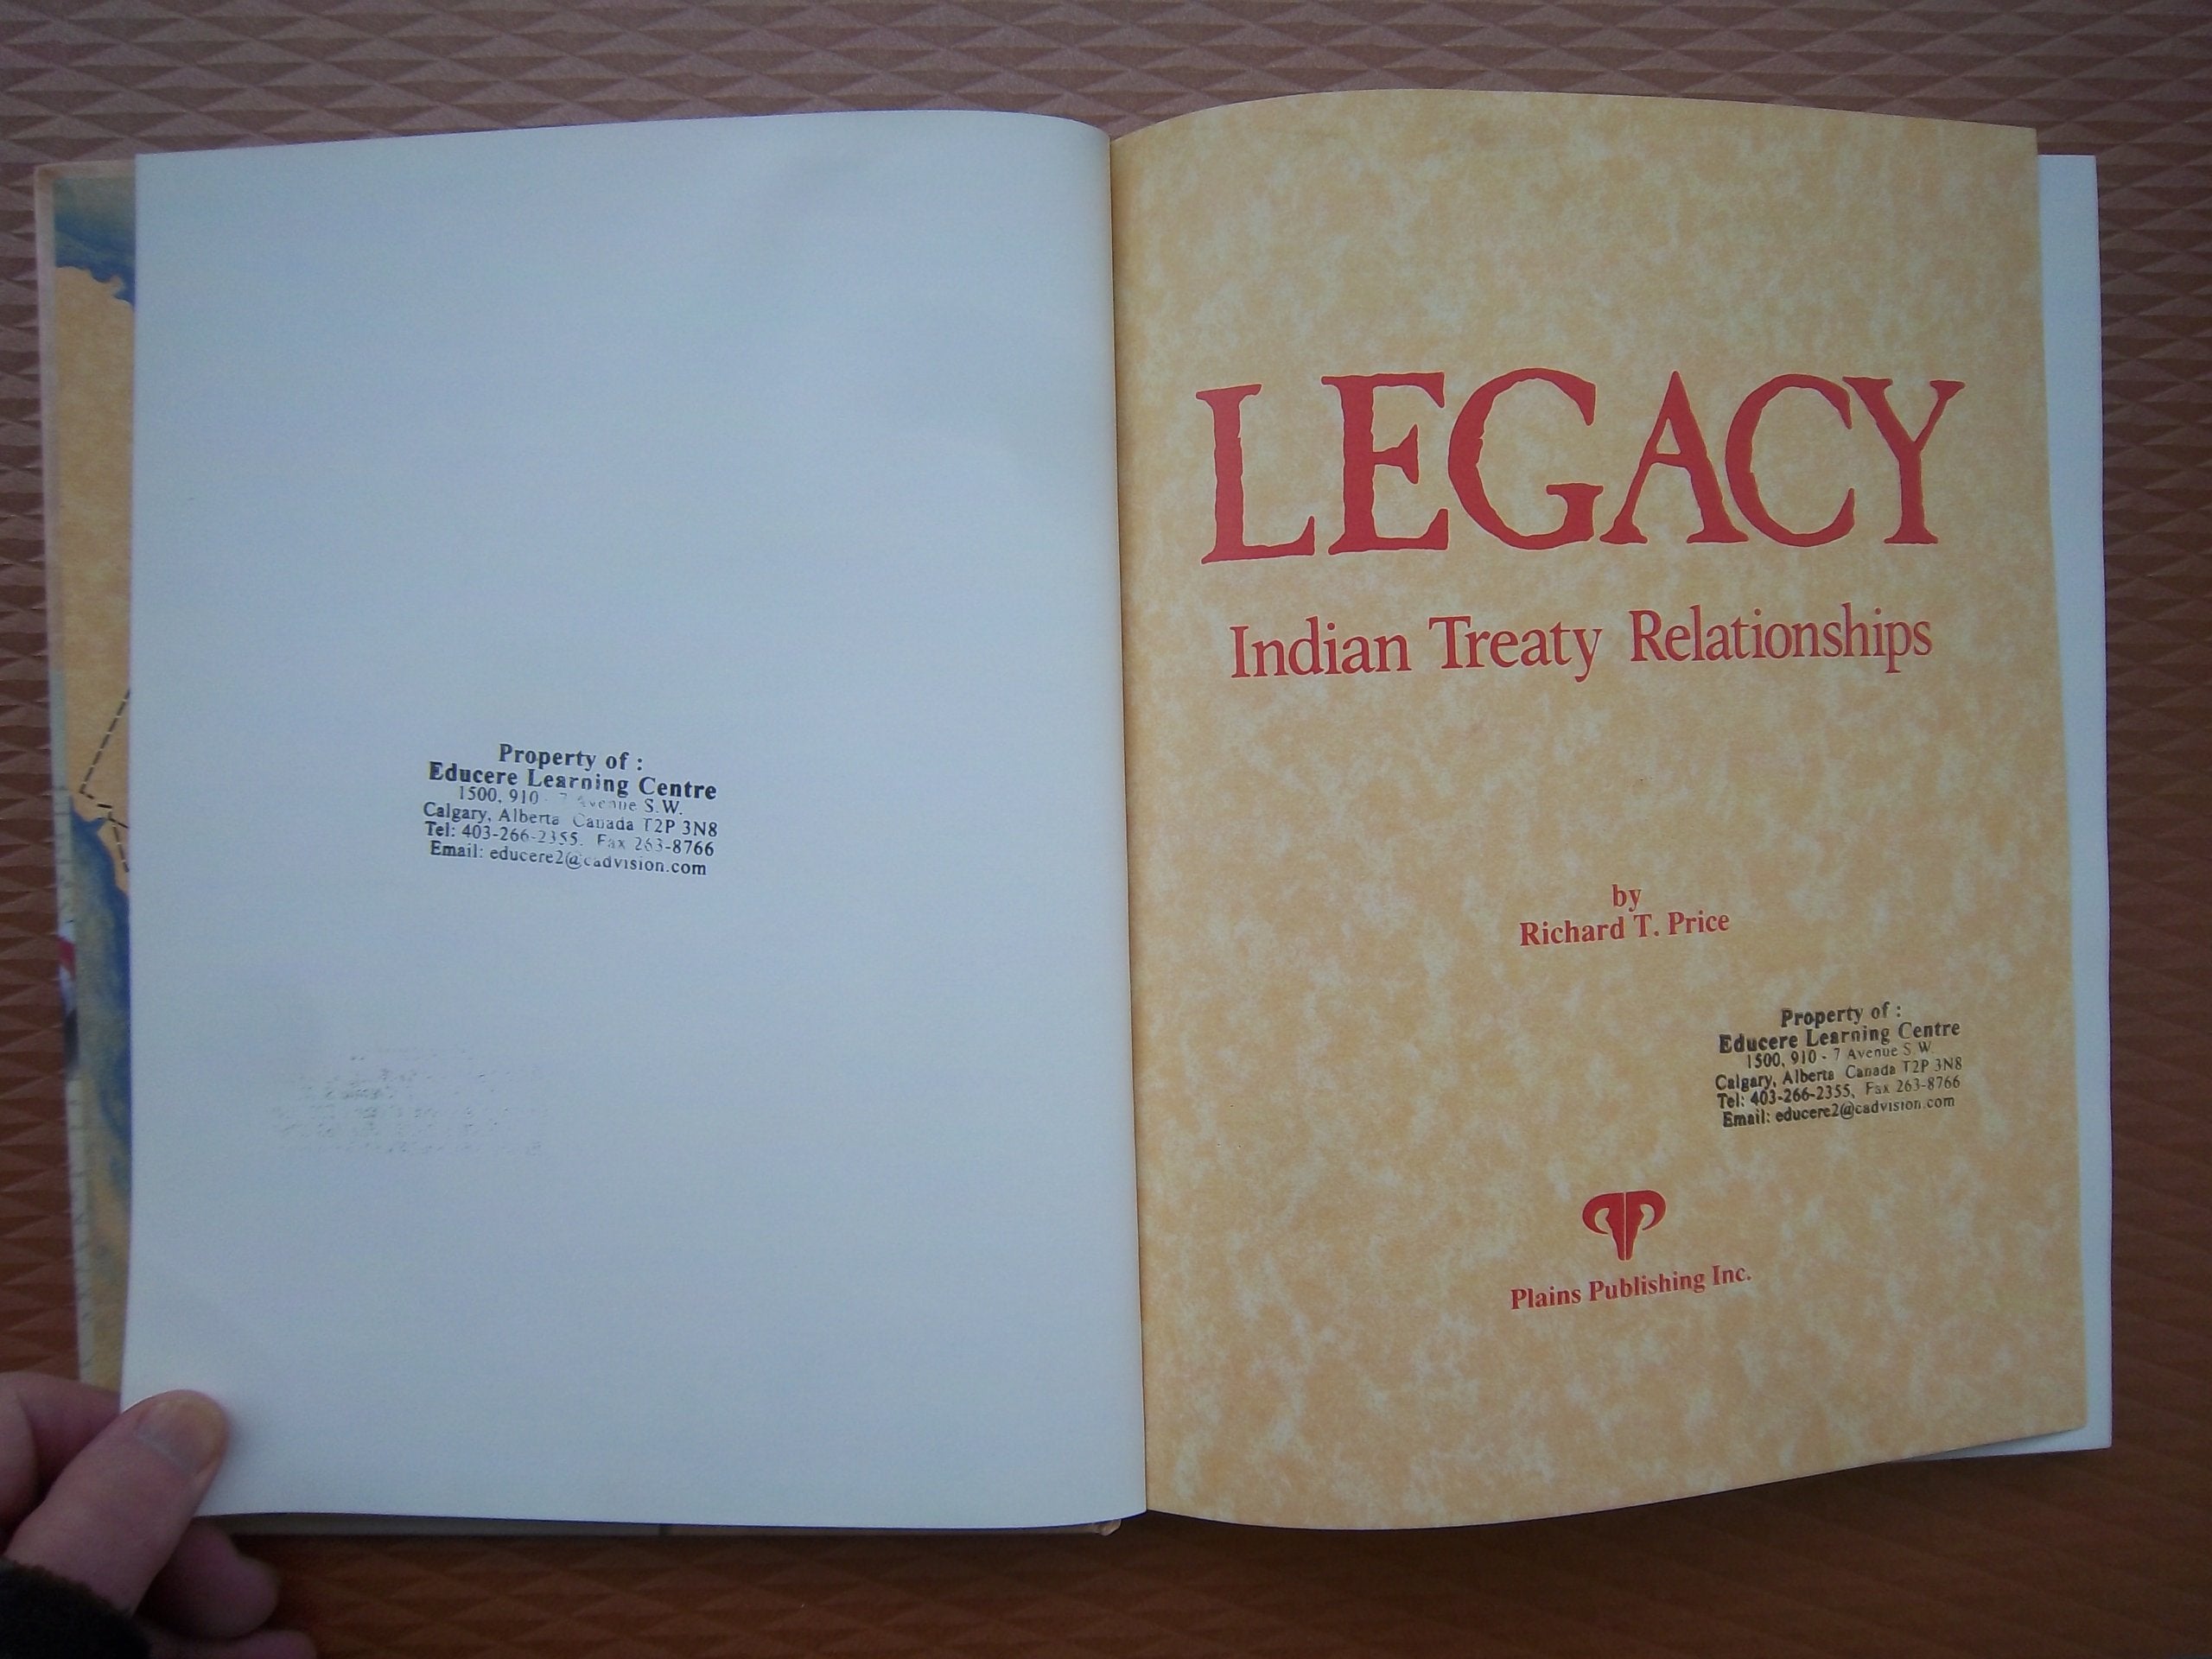 Property of :
Educere Learning Centre
1500, 910 - 7 Avenue S.W.
Calgary, Alberta Canada T2P 3N8
Tel: 403-266-2355. Fax 263-8766
Email: educere2@cadvision.com
LEGACY
Indian Treaty Relationships
by
Richard T. Price
Property of :
Educere Learning Centre
1500, 910 - 7 Avenue S.W.
Calgary, Alberta Canada T2P 3N8
Tel: 403-266-2355, Fax 263-8766
Email: educere2@cadvision.com
Plains Publishing Inc.